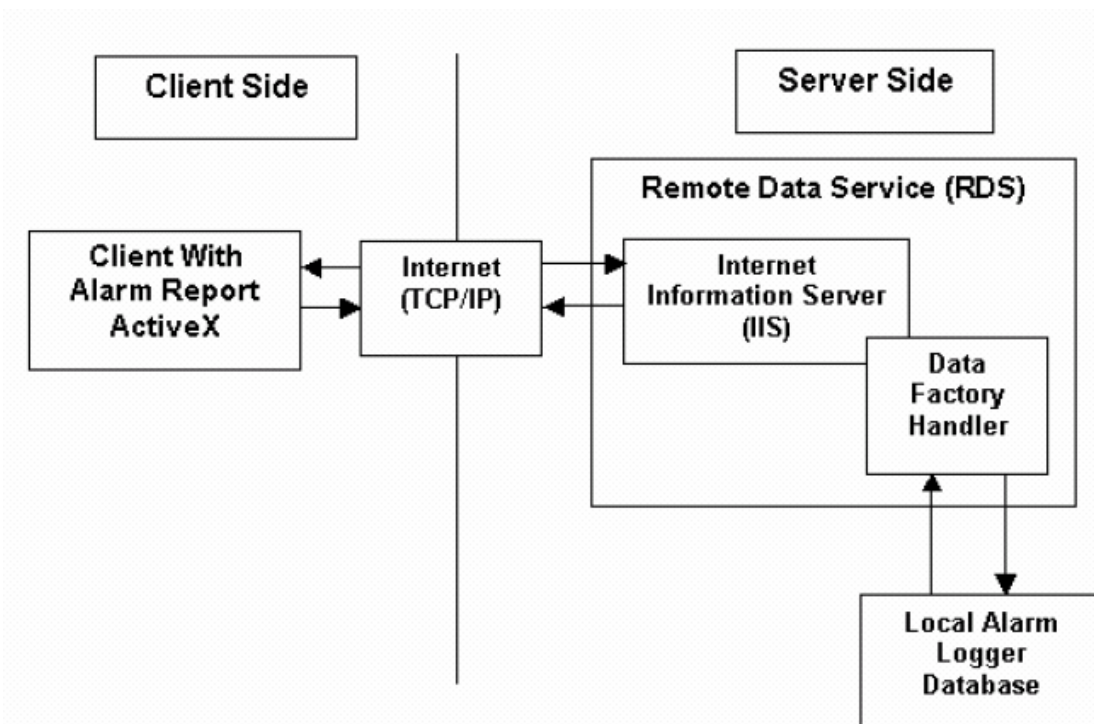 Client Side
Server Side
Remote Data Service (RDS)
Client With
Alarm Report
ActiveX
Internet
(TCP/IP)
Internet
Information Server
(IIS)
Data
Factory
Handler
Local Alarm
Logger
Database